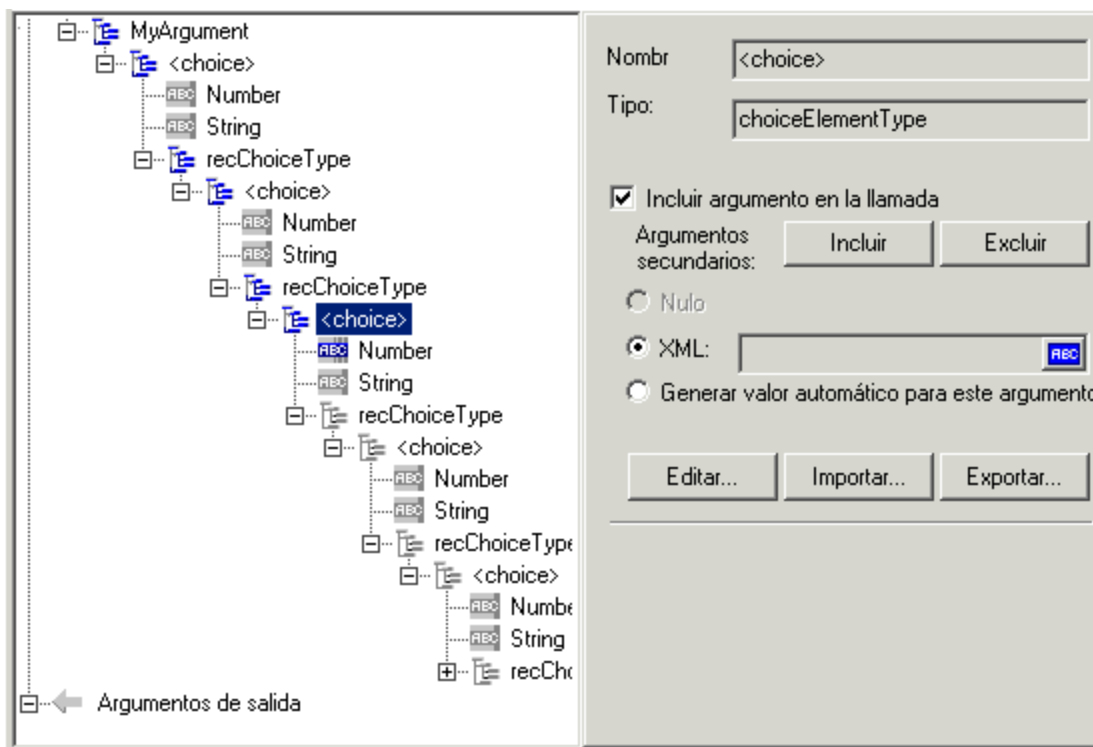 MyArgument
<choice>
Number
String
recChoiceType
<choice>
Number
String
recChoiceType
<choice>
Number
String
recChoiceType
<choice>
Number
String
recChoiceType
<choice>
Numbe
String
recCho
Argumentos de salida
Nombr <choice>
Tipo: choiceElementType
Incluir argumento en la llamada
Argumentos secundarios: Incluir Excluir
Nulo
XML: ABC
Generar valor automático para este argumento
Editar... Importar... Exportar...